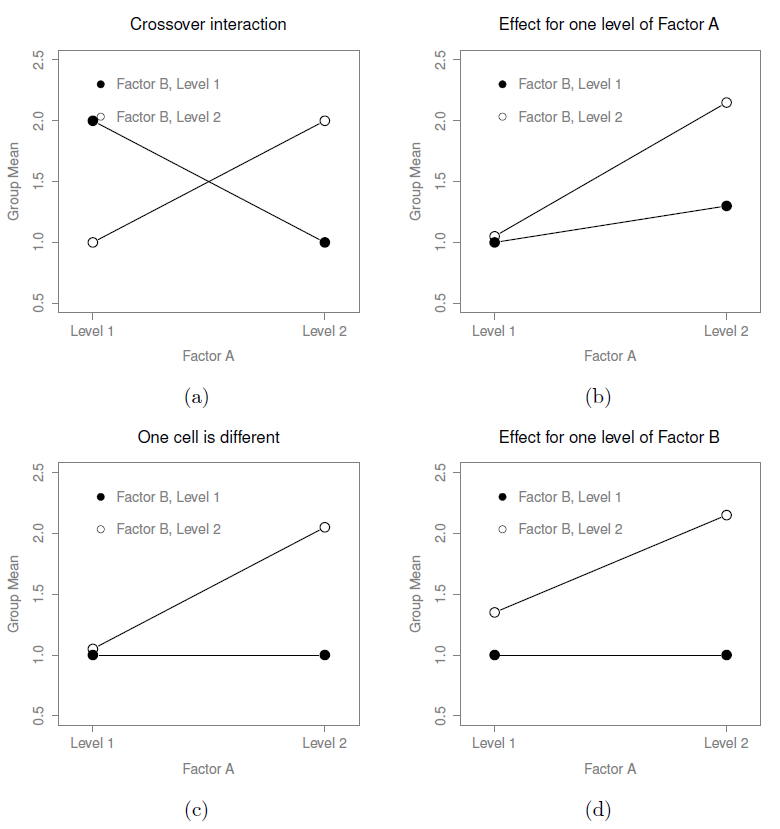 Crossover interaction
Group Mean
2.5
2.0
1.5
1.0
0.5
Factor B, Level 1
Factor B, Level 2
Level 1
Level 2
Factor A
(a)
Effect for one level of Factor A
Group Mean
2.5
2.0
1.5
1.0
0.5
Factor B, Level 1
Factor B, Level 2
Level 1
Level 2
Factor A
(b)
One cell is different
Group Mean
2.5
2.0
1.5
1.0
0.5
Factor B, Level 1
Factor B, Level 2
Level 1
Level 2
Factor A
(c)
Effect for one level of Factor B
Group Mean
2.5
2.0
1.5
1.0
0.5
Factor B, Level 1
Factor B, Level 2
Level 1
Level 2
Factor A
(d)